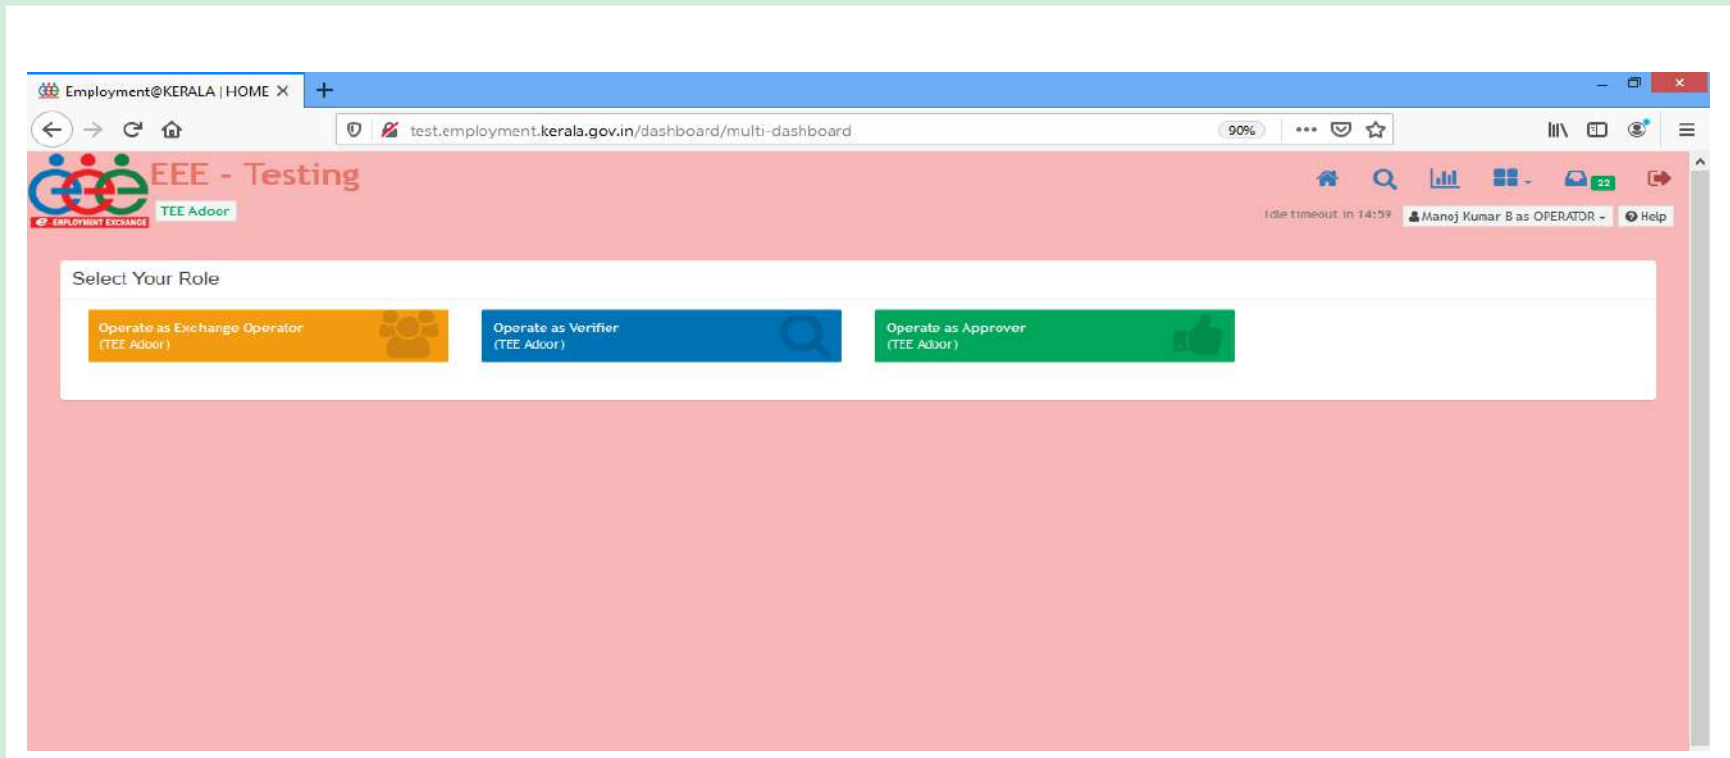 Employment@KERALA | HOME
test.employment.kerala.gov.in/dashboard/multi-dashboard
90%
EEE - Testing
TEE Adoor
e-EMPLOYMENT EXCHANGE
22
Idle timeout in 14:59
Manoj Kumar B as OPERATOR
Help
Select Your Role
Operate as Exchange Operator
(TEE Adoor)
Operate as Verifier
(TEE Adoor)
Operate as Approver
(TEE Adoor)